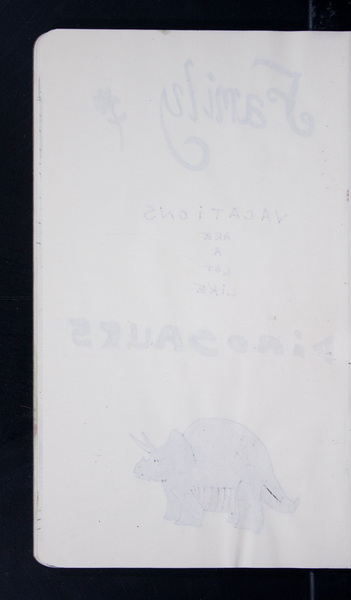 Family #
VACATIONS
ARE
A
LOT
LIKE
DINOSAURS